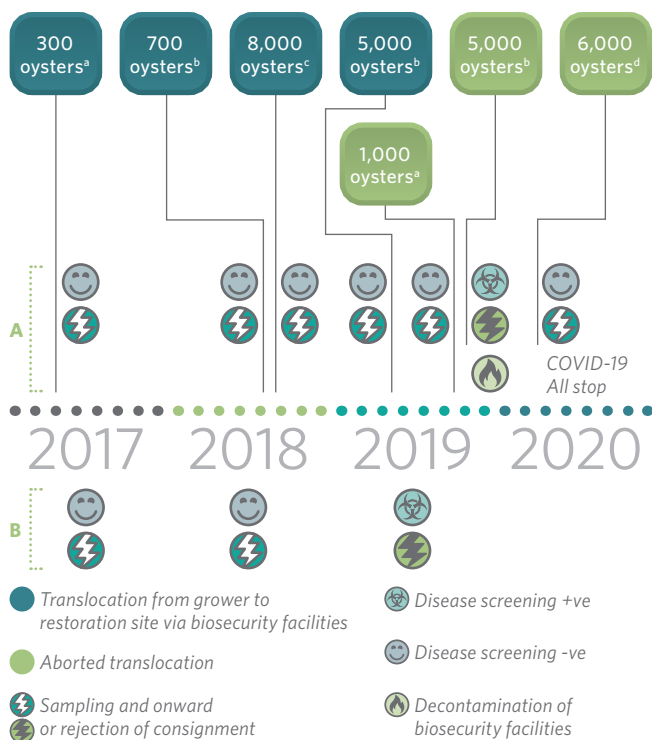 300
oystersᵃ
700
oystersᵇ
8,000
oystersᶜ
5,000
oystersᵇ
5,000
oystersᵇ
6,000
oystersᵈ
1,000
oystersᵃ
A
COVID-19
All stop
2017
2018
2019
2020
B
Translocation from grower to
restoration site via biosecurity facilities
Aborted translocation
Sampling and onward
or rejection of consignment
Disease screening +ve
Disease screening -ve
Decontamination of
biosecurity facilities